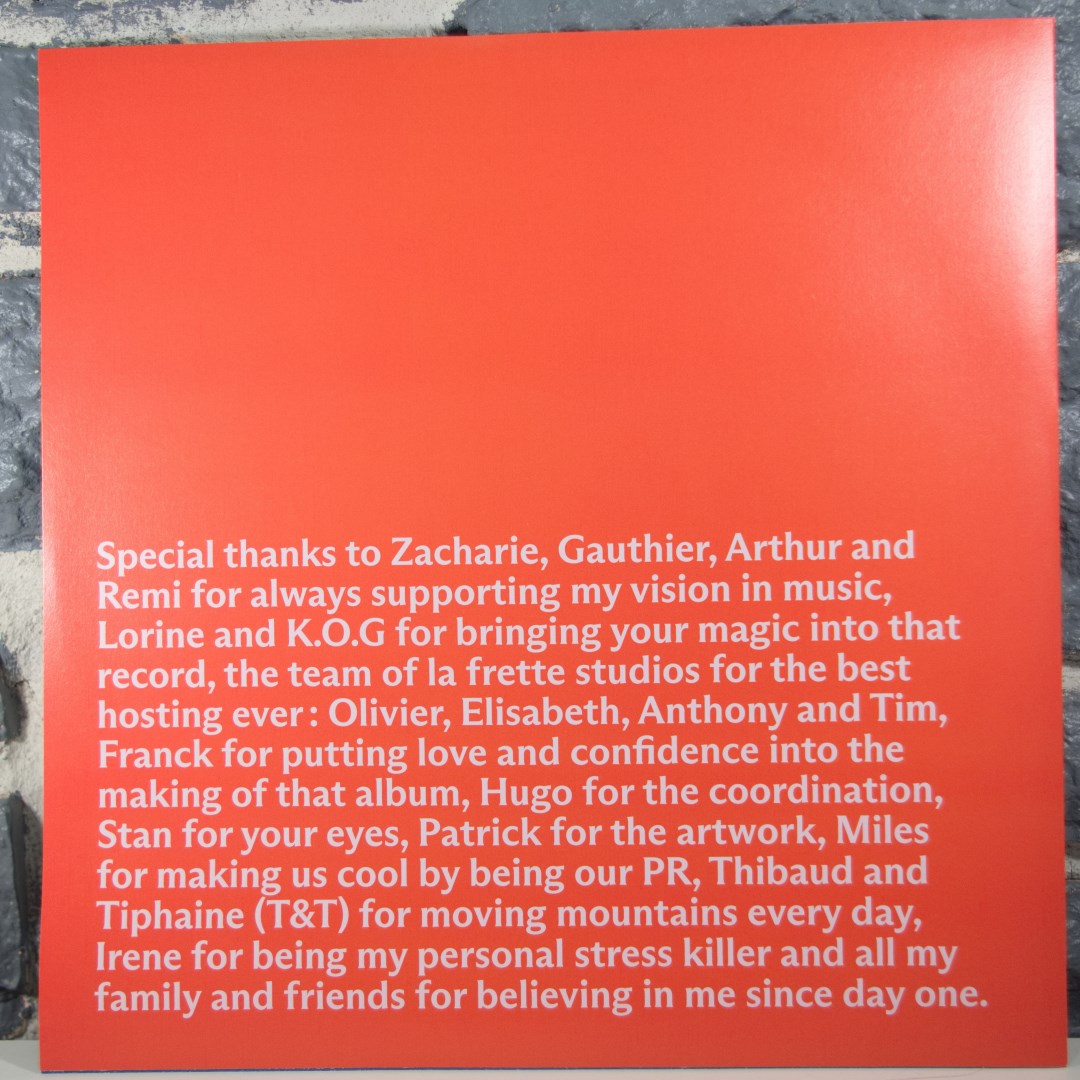 Special thanks to Zacharie, Gauthier, Arthur and
Remi for always supporting my vision in music,
Lorine and K.O.G for bringing your magic into that
record, the team of la frette studios for the best
hosting ever : Olivier, Elisabeth, Anthony and Tim,
Franck for putting love and confidence into the
making of that album, Hugo for the coordination,
Stan for your eyes, Patrick for the artwork, Miles
for making us cool by being our PR, Thibaud and
Tiphaine (T&T) for moving mountains every day,
Irene for being my personal stress killer and all my
family and friends for believing in me since day one.